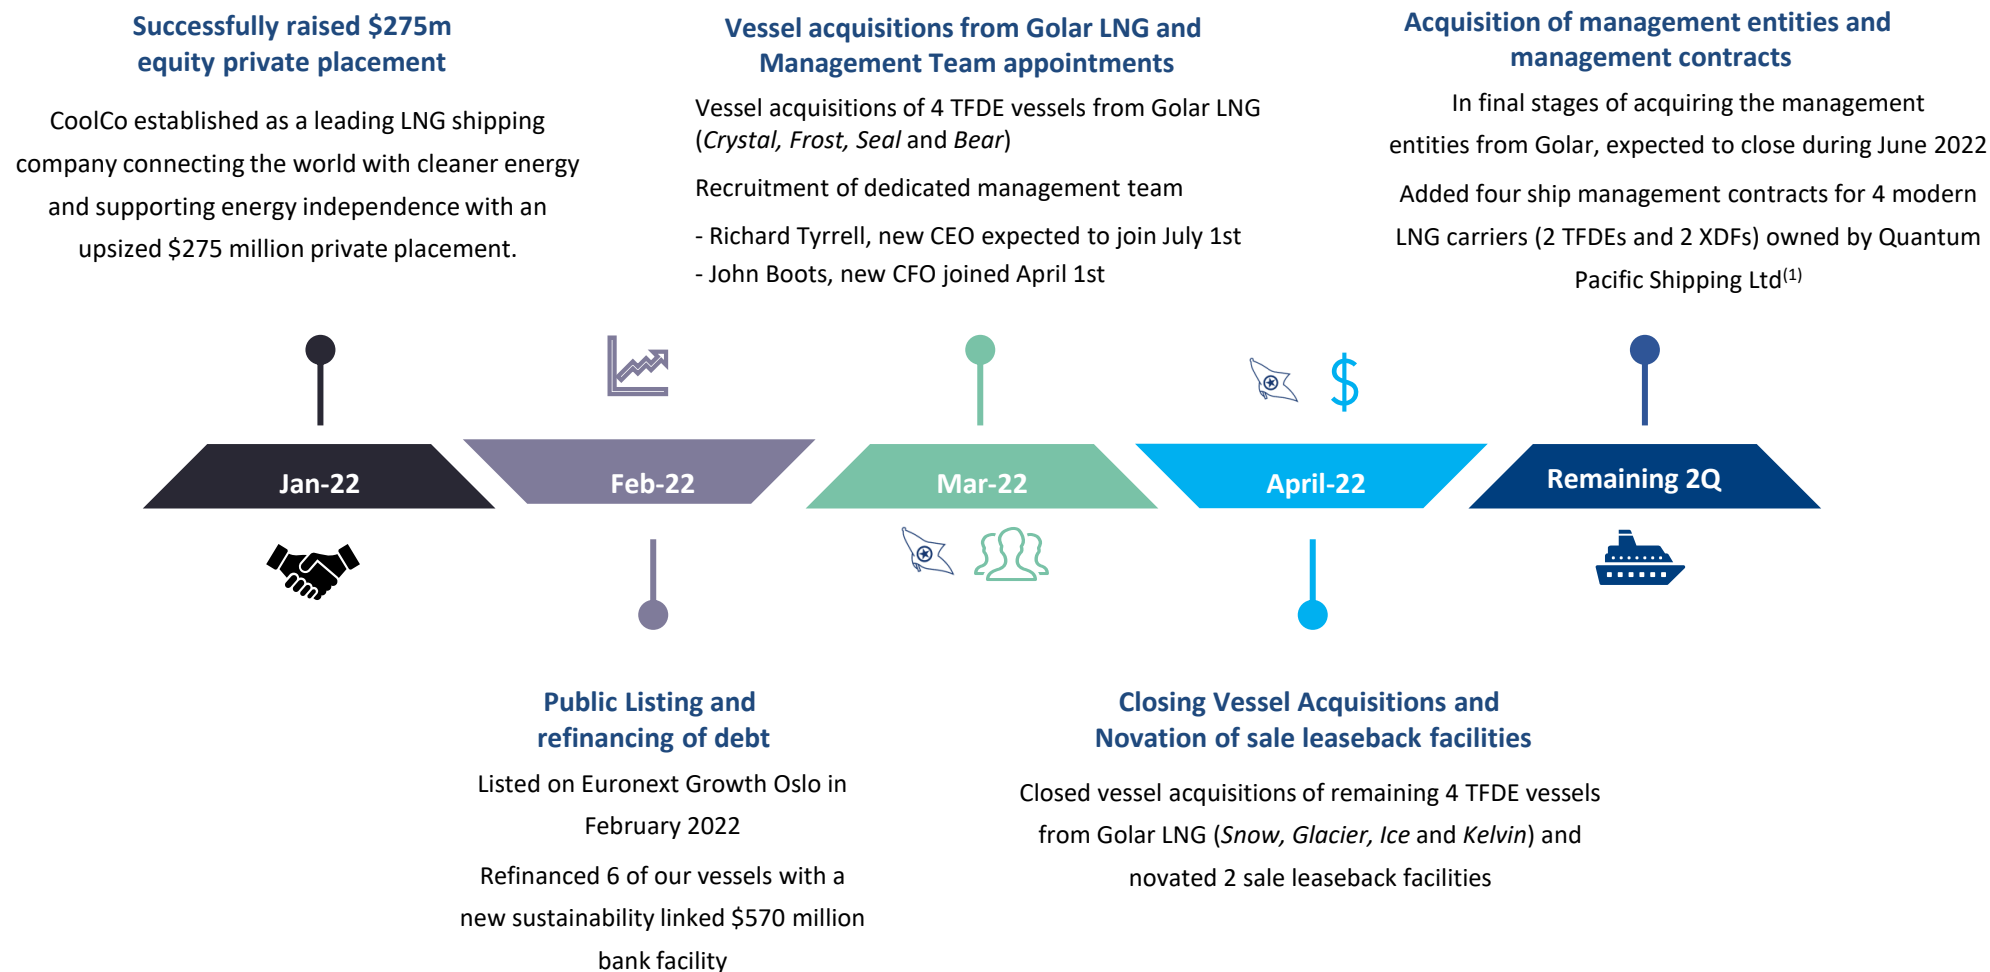 Successfully raised $275m
equity private placement
CoolCo established as a leading LNG shipping
company connecting the world with cleaner energy
and supporting energy independence with an
upsized $275 million private placement.
Vessel acquisitions from Golar LNG and
Management Team appointments
Vessel acquisitions of 4 TFDE vessels from Golar LNG
(Crystal, Frost, Seal and Bear)
Recruitment of dedicated management team
- Richard Tyrrell, new CEO expected to join July 1st
- John Boots, new CFO joined April 1st
Acquisition of management entities and
management contracts
In final stages of acquiring the management
entities from Golar, expected to close during June 2022
Added four ship management contracts for 4 modern
LNG carriers (2 TFDEs and 2 XDFs) owned by Quantum
Pacific Shipping Ltd(1)
Jan-22
Feb-22
Mar-22
April-22
Remaining 2Q
Public Listing and
refinancing of debt
Listed on Euronext Growth Oslo in
February 2022
Refinanced 6 of our vessels with a
new sustainability linked $570 million
bank facility
Closing Vessel Acquisitions and
Novation of sale leaseback facilities
Closed vessel acquisitions of remaining 4 TFDE vessels
from Golar LNG (Snow, Glacier, Ice and Kelvin) and
novated 2 sale leaseback facilities